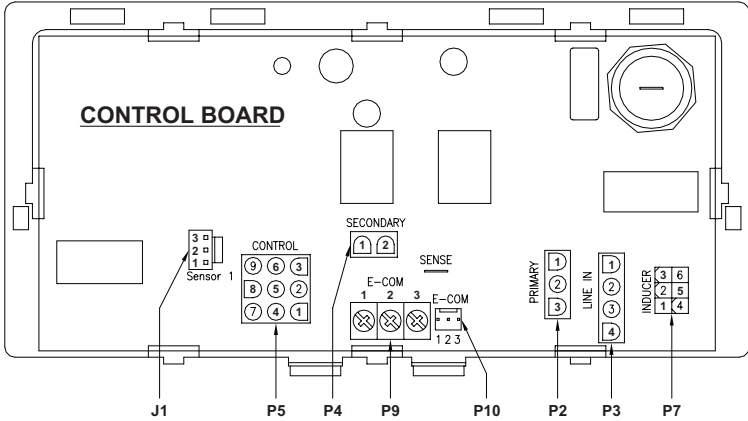 CONTROL BOARD
SECONDARY
1 2
SENSE
3
2
1
Sensor 1
CONTROL
9 6 3
8 5 2
7 4 1
E-COM
1 2 3
E-COM
1 2 3
PRIMARY
1
2
3
LINE IN
1
2
3
4
INDUCER
3 6
2 5
1 4
J1 P5 P4 P9 P10 P2 P3 P7